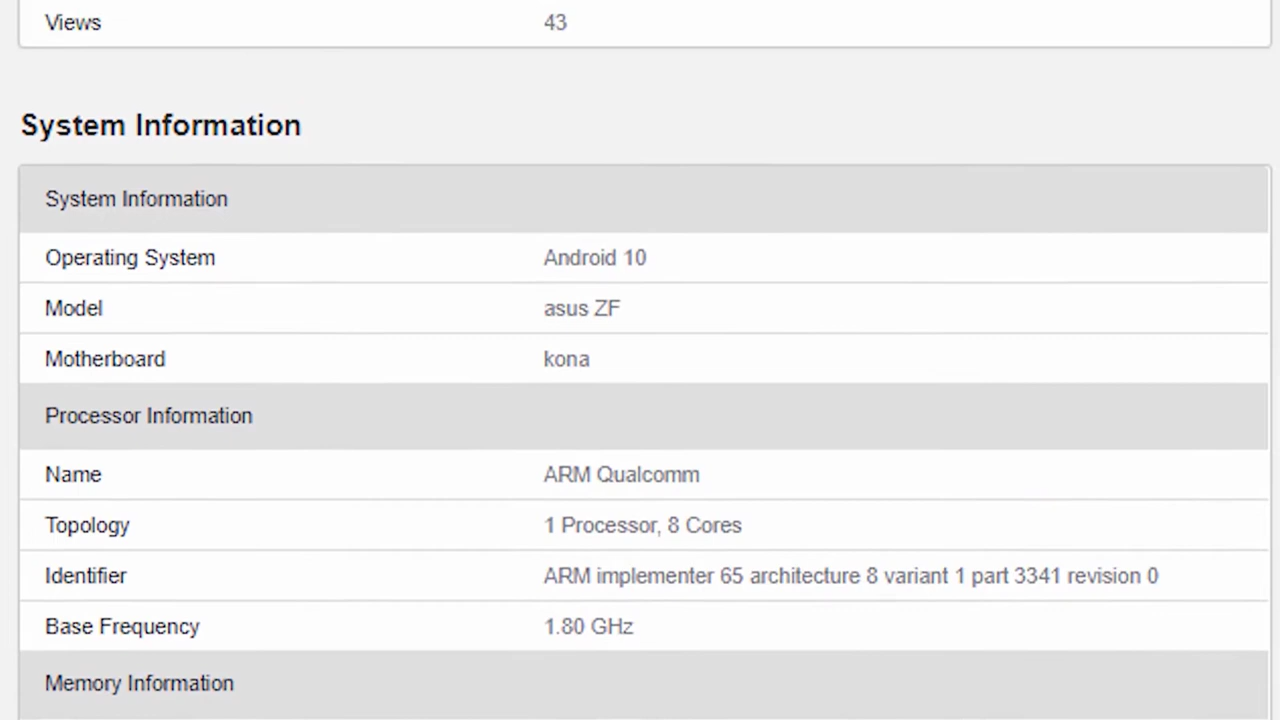 Views 43
System Information
System Information
Operating System Android 10
Model asus ZF
Motherboard kona
Processor Information
Name ARM Qualcomm
Topology 1 Processor, 8 Cores
Identifier ARM implementer 65 architecture 8 variant 1 part 3341 revision 0
Base Frequency 1.80 GHz
Memory Information